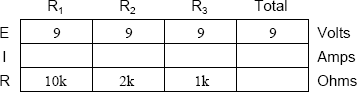 R1 R2 R3 Total
E 9 9 9 9 Volts
I Amps
R 10k 2k 1k Ohms